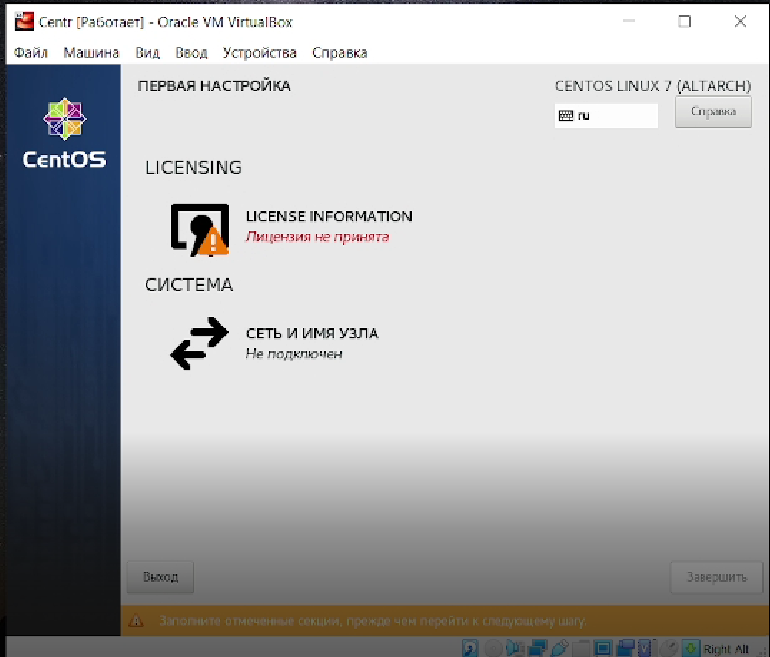 Centr [Работает] - Oracle VM VirtualBox
Файл Машина Вид Ввод Устройства Справка
ПЕРВАЯ НАСТРОЙКА
CENTOS LINUX 7 (ALTARCH)
ru
Справка
CentOS
LICENSING
LICENSE INFORMATION
Лицензия не принята
СИСТЕМА
СЕТЬ И ИМЯ УЗЛА
Не подключен
Выход
Завершить
Заполните отмеченные секции, прежде чем перейти к следующему шагу.
Right Alt